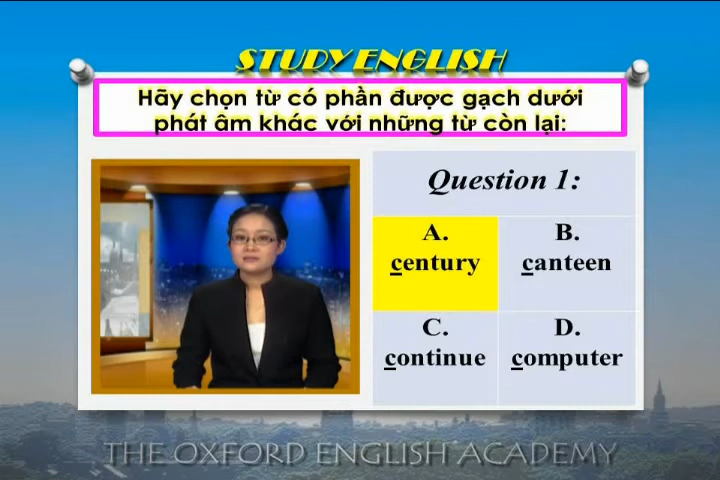 STUDY ENGLISH
Hãy chọn từ có phần được gạch dưới
phát âm khác với những từ còn lại:
Question 1:
A.
century
B.
canteen
C.
continue
D.
computer
THE OXFORD ENGLISH ACADEMY